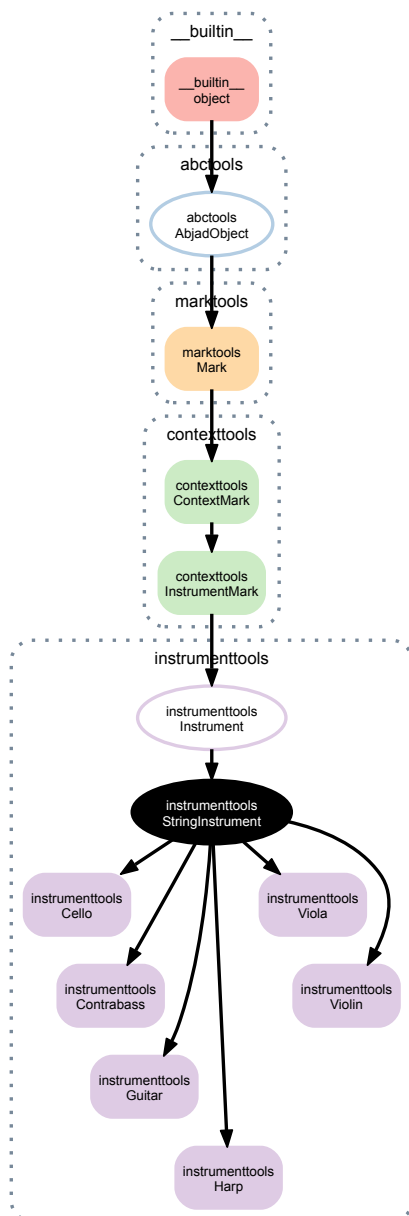 __builtin__
__builtin__
object
abctools
abctools
AbjadObject
marktools
marktools
Mark
contexttools
contexttools
ContextMark
contexttools
InstrumentMark
instrumenttools
instrumenttools
Instrument
instrumenttools
StringInstrument
instrumenttools
Cello
instrumenttools
Viola
instrumenttools
Contrabass
instrumenttools
Violin
instrumenttools
Guitar
instrumenttools
Harp